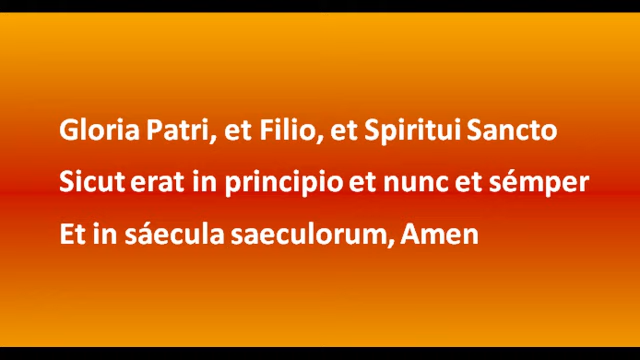 Gloria Patri, et Filio, et Spiritui Sancto
Sicut erat in principio et nunc et sémper
Et in sáecula saeculorum, Amen